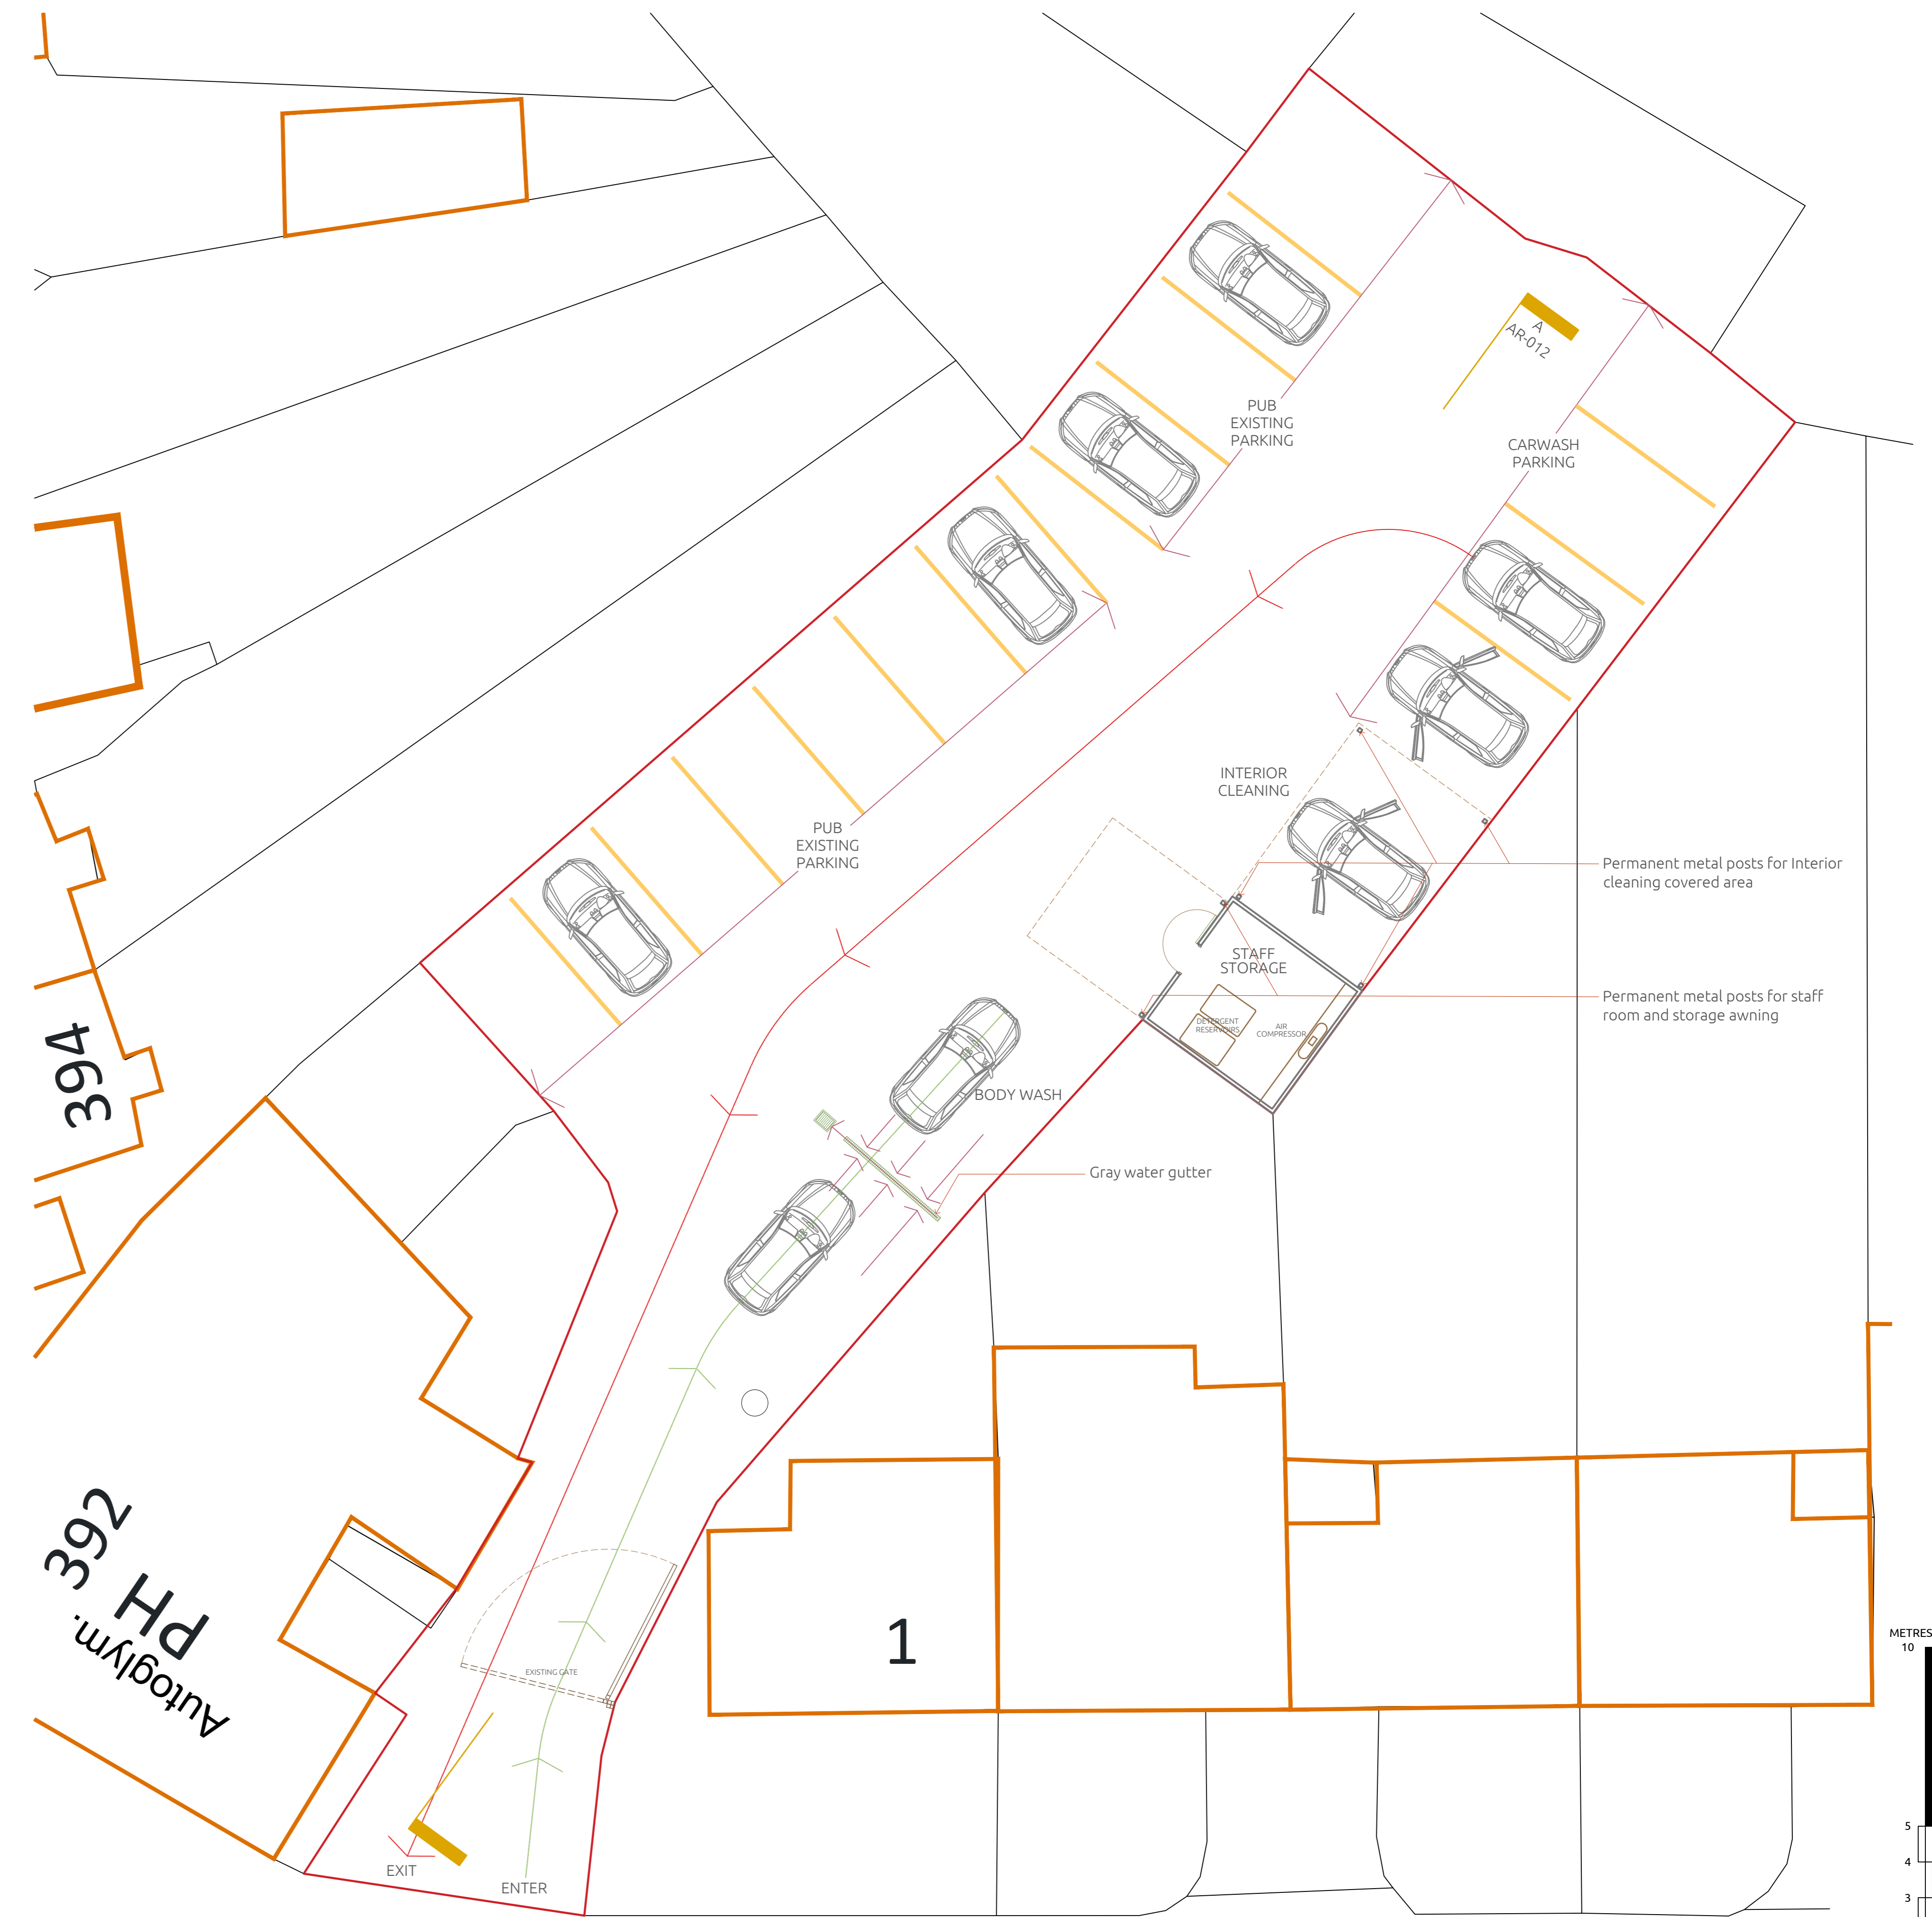 A
AR-012
PUB
EXISTING
PARKING
CARWASH
PARKING
INTERIOR
CLEANING
PUB
EXISTING
PARKING
Permanent metal posts for Interior
cleaning covered area
STAFF
STORAGE
Permanent metal posts for staff
room and storage awning
DETERGENT
RESERVOIRS
AIR
COMPRESSOR
394
BODY WASH
Gray water gutter
392
PH
Autoglym.
1
METRES
10
EXISTING GATE
5
4
EXIT
ENTER
3